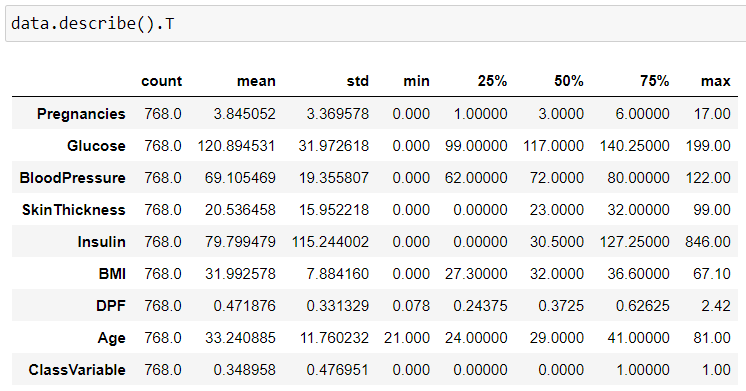 data.describe().T
count mean std min 25% 50% 75% max
Pregnancies 768.0 3.845052 3.369578 0.000 1.00000 3.0000 6.00000 17.00
Glucose 768.0 120.894531 31.972618 0.000 99.00000 117.0000 140.25000 199.00
BloodPressure 768.0 69.105469 19.355807 0.000 62.00000 72.0000 80.00000 122.00
SkinThickness 768.0 20.536458 15.952218 0.000 0.00000 23.0000 32.00000 99.00
Insulin 768.0 79.799479 115.244002 0.000 0.00000 30.5000 127.25000 846.00
BMI 768.0 31.992578 7.884160 0.000 27.30000 32.0000 36.60000 67.10
DPF 768.0 0.471876 0.331329 0.078 0.24375 0.3725 0.62625 2.42
Age 768.0 33.240885 11.760232 21.000 24.00000 29.0000 41.00000 81.00
ClassVariable 768.0 0.348958 0.476951 0.000 0.00000 0.0000 1.00000 1.00